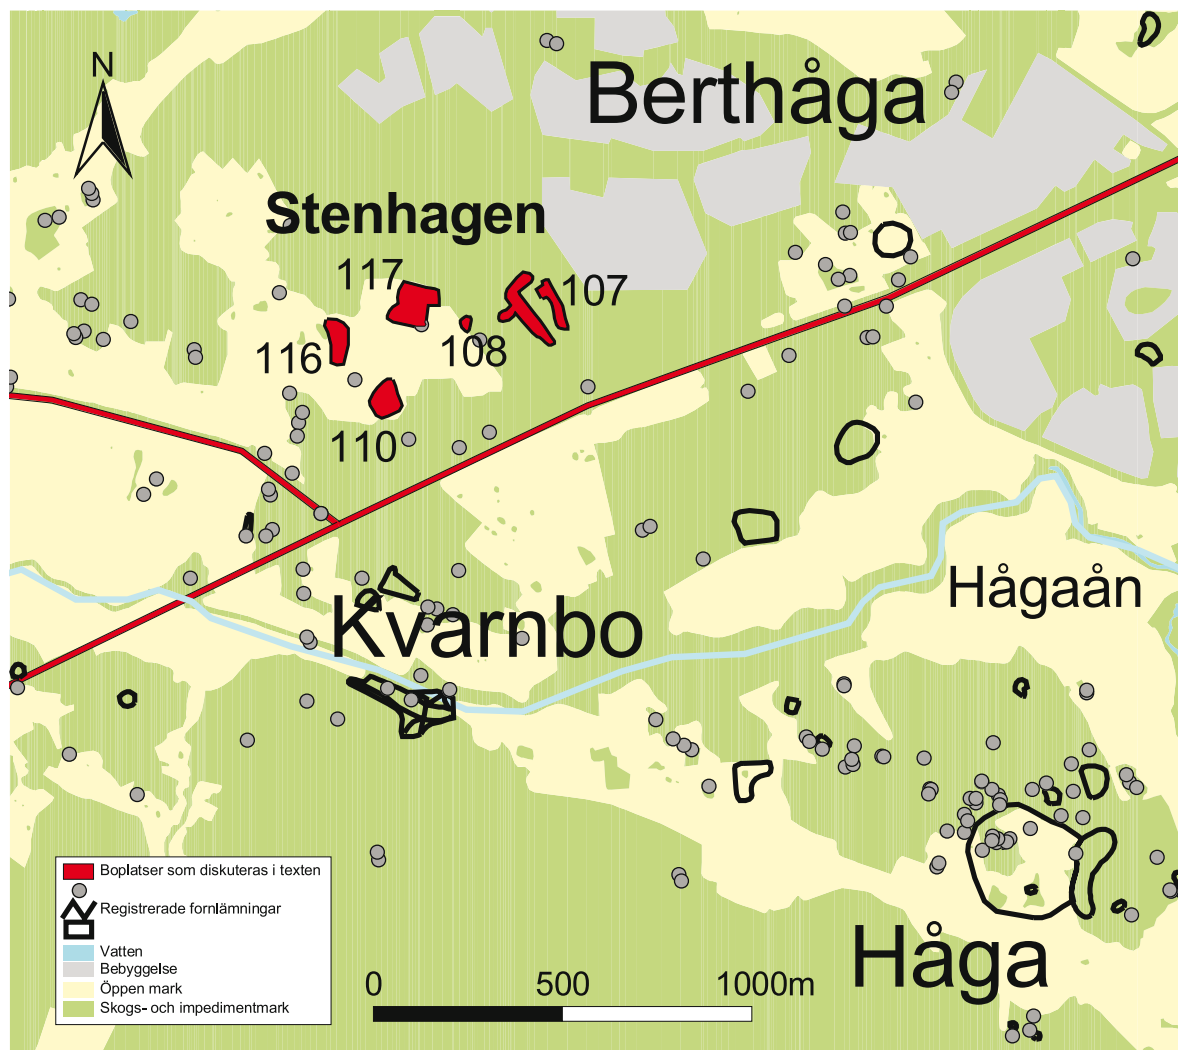 N
Berthåga
Stenhagen
117
107
116
108
110
Hågaån
Kvarnbo
Håga
Boplatser som diskuteras i texten
Registrerade fornlämningar
Vatten
Bebyggelse
Öppen mark
Skogs- och impedimentmark
0 500 1000m